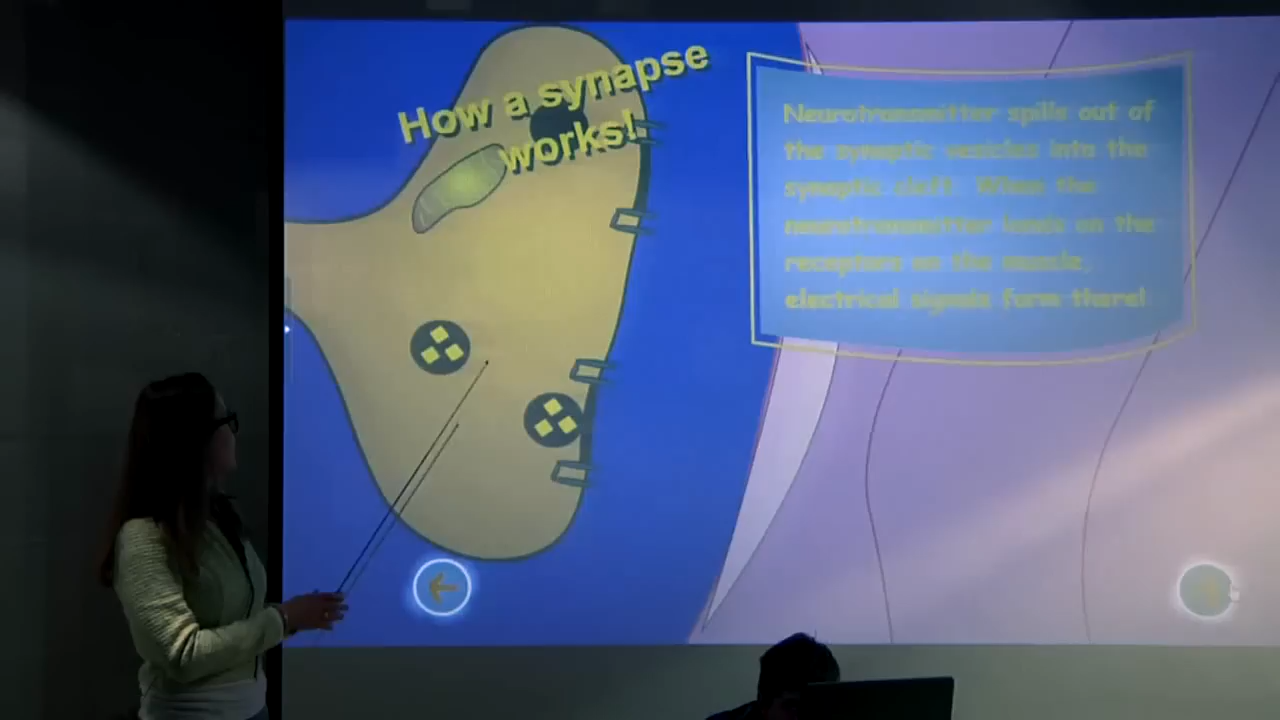 How a synapse
works!
Neurotransmitter spills out of
the synaptic vesicles into the
synaptic cleft. When the
neurotransmitter lands on the
receptors on the muscle,
electrical signals form there!